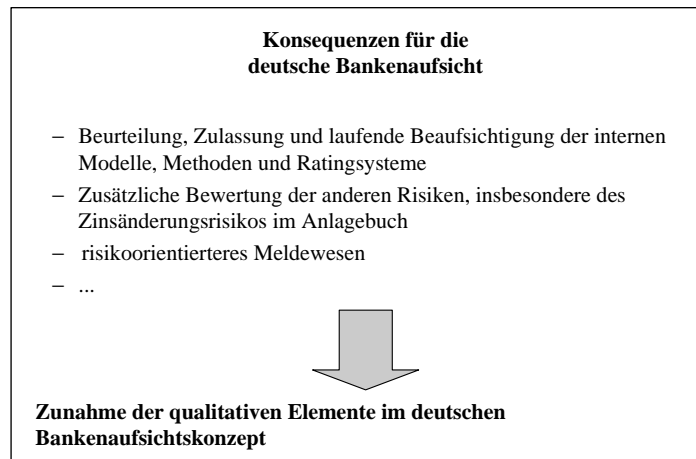 Konsequenzen für die
deutsche Bankenaufsicht
– Beurteilung, Zulassung und laufende Beaufsichtigung der internen
Modelle, Methoden und Ratingsysteme
– Zusätzliche Bewertung der anderen Risiken, insbesondere des
Zinsänderungsrisikos im Anlagebuch
– risikoorientierteres Meldewesen
– ...
Zunahme der qualitativen Elemente im deutschen
Bankenaufsichtskonzept